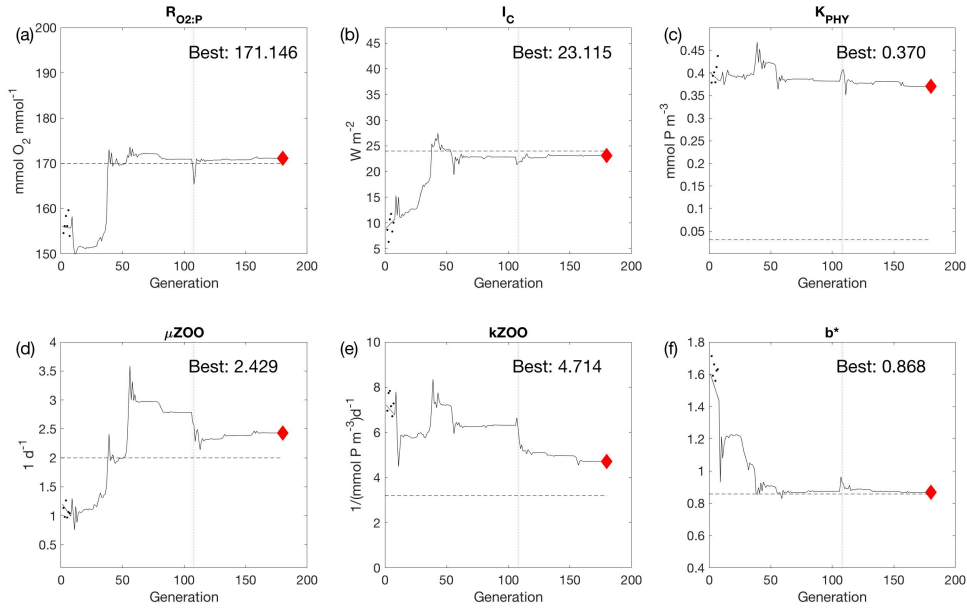 R_O2:P
(a)
Best: 171.146
200
190
180
170
160
150
mmol O₂ mmol⁻¹
0 50 100 150 200
Generation
I_C
(b)
Best: 23.115
45
40
35
30
25
20
15
10
5
W m⁻²
0 50 100 150 200
Generation
K_PHY
(c)
Best: 0.370
0.45
0.4
0.35
0.3
0.25
0.2
0.15
0.1
0.05
mmol P m⁻³
0 50 100 150 200
Generation
μZOO
(d)
Best: 2.429
4
3.5
3
2.5
2
1.5
1
0.5
1 d⁻¹
0 50 100 150 200
Generation
kZOO
(e)
Best: 4.714
10
8
6
4
2
0
1/(mmol P m⁻³)d⁻¹
0 50 100 150 200
Generation
b*
(f)
Best: 0.868
1.8
1.6
1.4
1.2
1
0.8
0.6
0.4
0 50 100 150 200
Generation